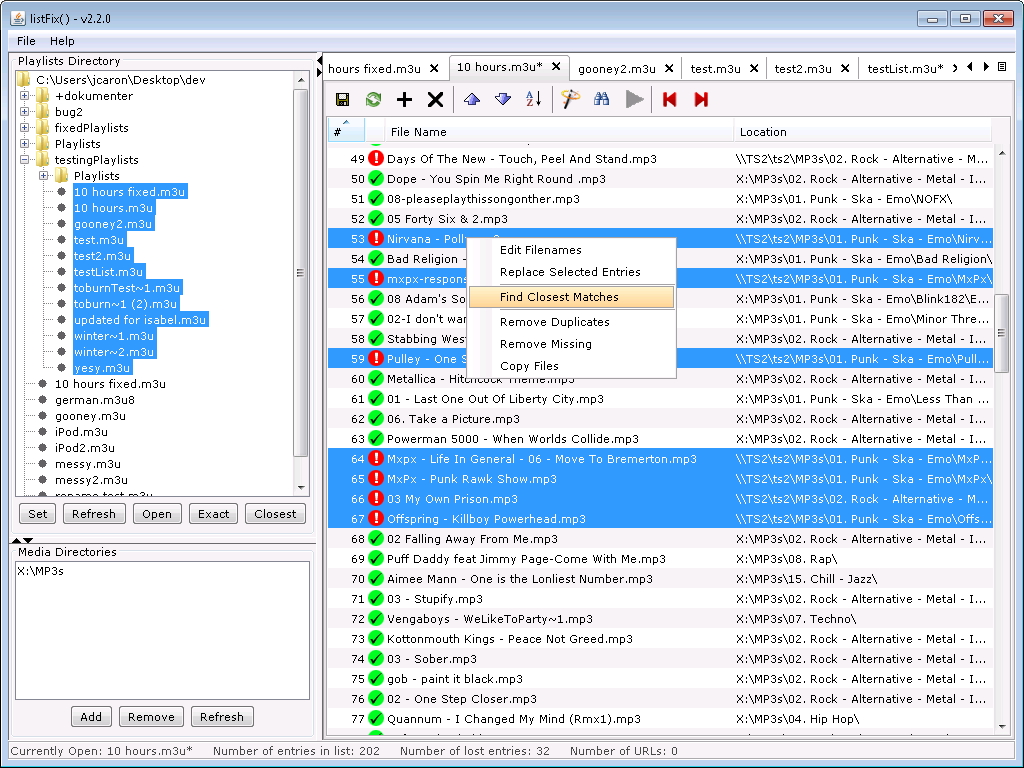 listFix( ) - v2.2.0
File Help
Playlists Directory
C:\Users\jcaron\Desktop\dev
+dokumenter
bug2
fixedPlaylists
Playlists
testingPlaylists
Playlists
10 hours fixed.m3u
10 hours.m3u
gooney2.m3u
test.m3u
test2.m3u
testList.m3u
toburnTest~1.m3u
toburn~1 (2).m3u
updated for isabel.m3u
winter~1.m3u
winter~2.m3u
yesy.m3u
10 hours fixed.m3u
german.m3u8
gooney.m3u
iPod.m3u
iPod2.m3u
messy.m3u
messy2.m3u
rename test.m3u
Set Refresh Open Exact Closest
Media Directories
X:\MP3s
Add Remove Refresh
hours fixed.m3u 10 hours.m3u* gooney2.m3u test.m3u test2.m3u testList.m3u*
# File Name Location
49 Days Of The New - Touch, Peel And Stand.mp3 \\TS2\ts2\MP3s\02. Rock - Alternative - M...
50 Dope - You Spin Me Right Round .mp3 X:\MP3s\02. Rock - Alternative - Metal - I...
51 08-pleaseplaythissongonther.mp3 X:\MP3s\01. Punk - Ska - Emo\NOFX\
52 05 Forty Six & 2.mp3 X:\MP3s\02. Rock - Alternative - Metal - I...
53 Nirvana - \\TS2\ts2\MP3s\01. Punk - Ska - Emo\Nirv...
54 Bad Religion - X:\MP3s\01. Punk - Ska - Emo\Bad Religion\
55 mxpx-respons \\TS2\ts2\MP3s\01. Punk - Ska - Emo\MxPx\
56 08 Adam's So X:\MP3s\01. Punk - Ska - Emo\Blink182\E...
57 02-I don't wan X:\MP3s\01. Punk - Ska - Emo\Minor Thre...
58 Stabbing Wes X:\MP3s\02. Rock - Alternative - Metal - I...
59 Pulley - One S \\TS2\ts2\MP3s\01. Punk - Ska - Emo\Pull...
60 Metallica - Hitchcock Theme.mp3 X:\MP3s\02. Rock - Alternative - Metal - I...
61 01 - Last One Out Of Liberty City.mp3 X:\MP3s\01. Punk - Ska - Emo\Less Than ...
62 06. Take a Picture.mp3 X:\MP3s\02. Rock - Alternative - Metal - I...
63 Powerman 5000 - When Worlds Collide.mp3 X:\MP3s\02. Rock - Alternative - Metal - I...
64 Mxpx - Life In General - 06 - Move To Bremerton.mp3 \\TS2\ts2\MP3s\01. Punk - Ska - Emo\MxP...
65 MxPx - Punk Rawk Show.mp3 \\TS2\ts2\MP3s\01. Punk - Ska - Emo\MxPx\
66 03 My Own Prison.mp3 \\TS2\ts2\MP3s\02. Rock - Alternative - M...
67 Offspring - Killboy Powerhead.mp3 \\TS2\ts2\MP3s\01. Punk - Ska - Emo\Offs...
68 02 Falling Away From Me.mp3 X:\MP3s\02. Rock - Alternative - Metal - I...
69 Puff Daddy feat Jimmy Page-Come With Me.mp3 X:\MP3s\08. Rap\
70 Aimee Mann - One is the Lonliest Number.mp3 X:\MP3s\15. Chill - Jazz\
71 03 - Stupify.mp3 X:\MP3s\02. Rock - Alternative - Metal - I...
72 Vengaboys - WeLikeToParty~1.mp3 X:\MP3s\07. Techno\
73 Kottonmouth Kings - Peace Not Greed.mp3 X:\MP3s\02. Rock - Alternative - Metal - I...
74 03 - Sober.mp3 X:\MP3s\02. Rock - Alternative - Metal - I...
75 gob - paint it black.mp3 X:\MP3s\02. Rock - Alternative - Metal - I...
76 02 - One Step Closer.mp3 X:\MP3s\02. Rock - Alternative - Metal - I...
77 Quannum - I Changed My Mind (Rmx1).mp3 X:\MP3s\04. Hip Hop\
Edit Filenames
Replace Selected Entries
Find Closest Matches
Remove Duplicates
Remove Missing
Copy Files
Currently Open: 10 hours.m3u* Number of entries in list: 202 Number of lost entries: 32 Number of URLs: 0